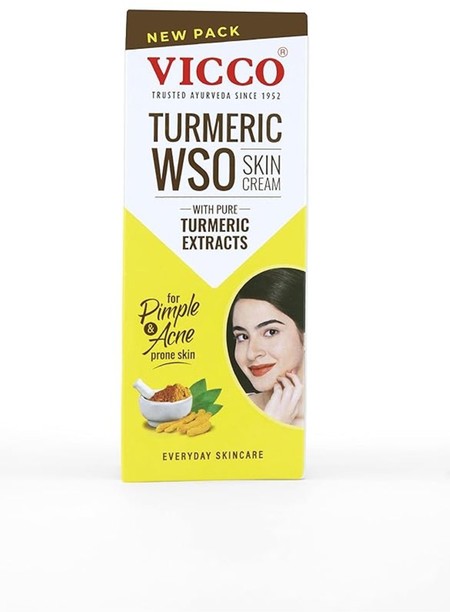 NEW PACK
VICCO®
TRUSTED AYURVEDA SINCE 1952
TURMERIC
WSO SKIN CREAM
WITH PURE
TURMERIC
EXTRACTS
for
Pimple
& Acne
prone skin
EVERYDAY SKINCARE